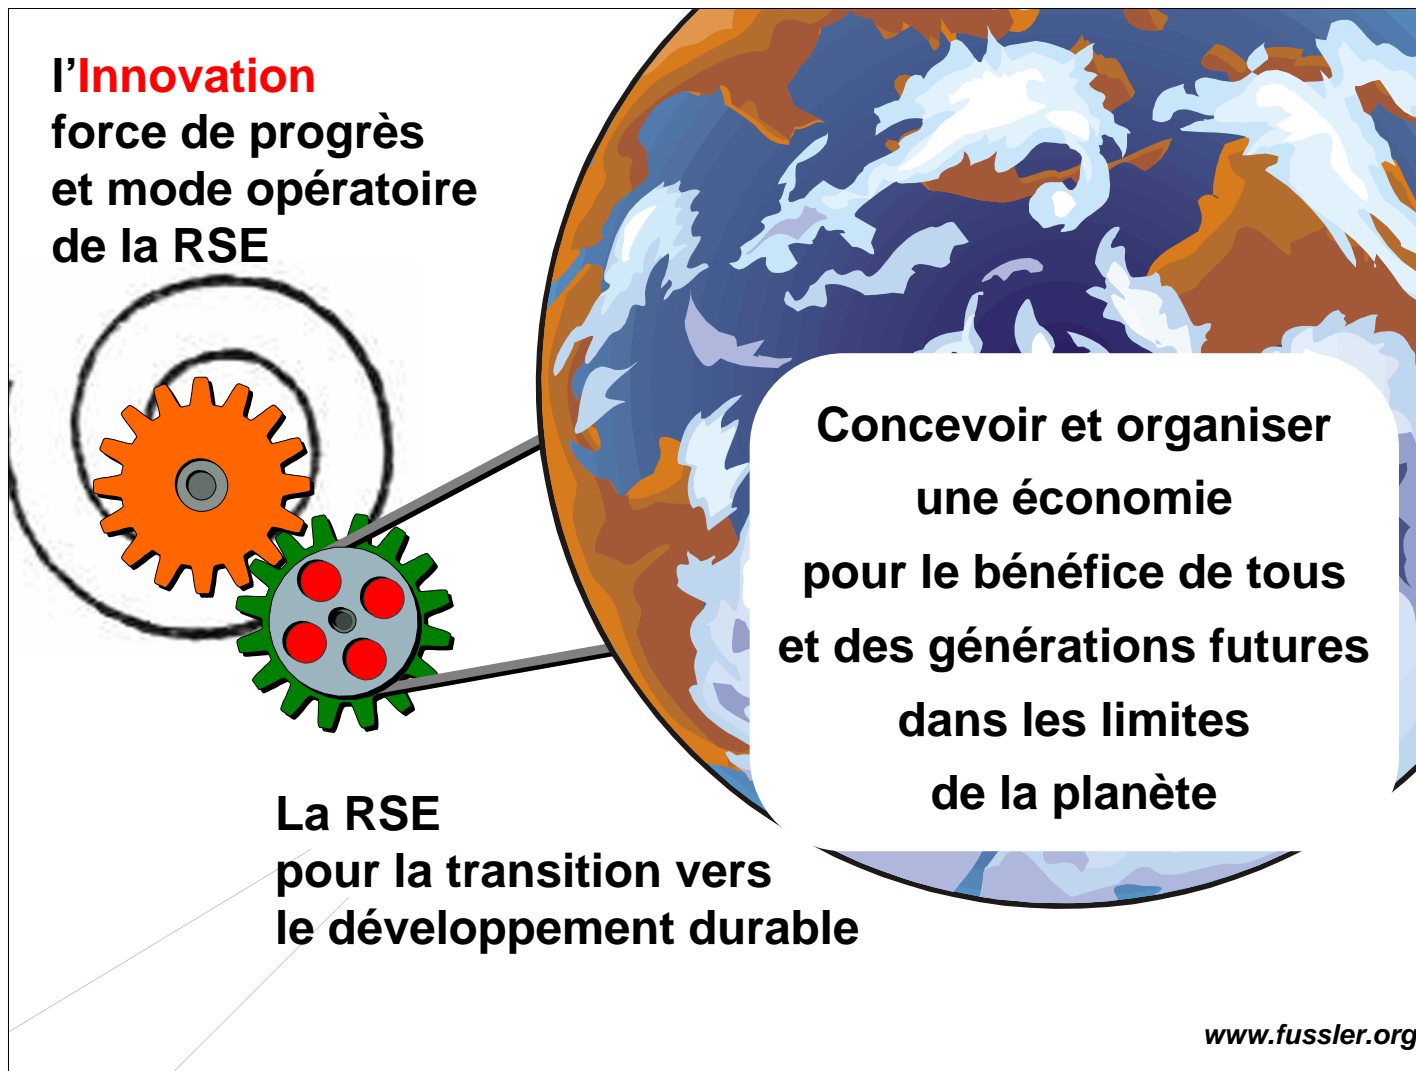 l’Innovation
force de progrès
et mode opératoire
de la RSE
Concevoir et organiser
une économie
pour le bénéfice de tous
et des générations futures
dans les limites
de la planète
La RSE
pour la transition vers
le développement durable
www.fussler.org